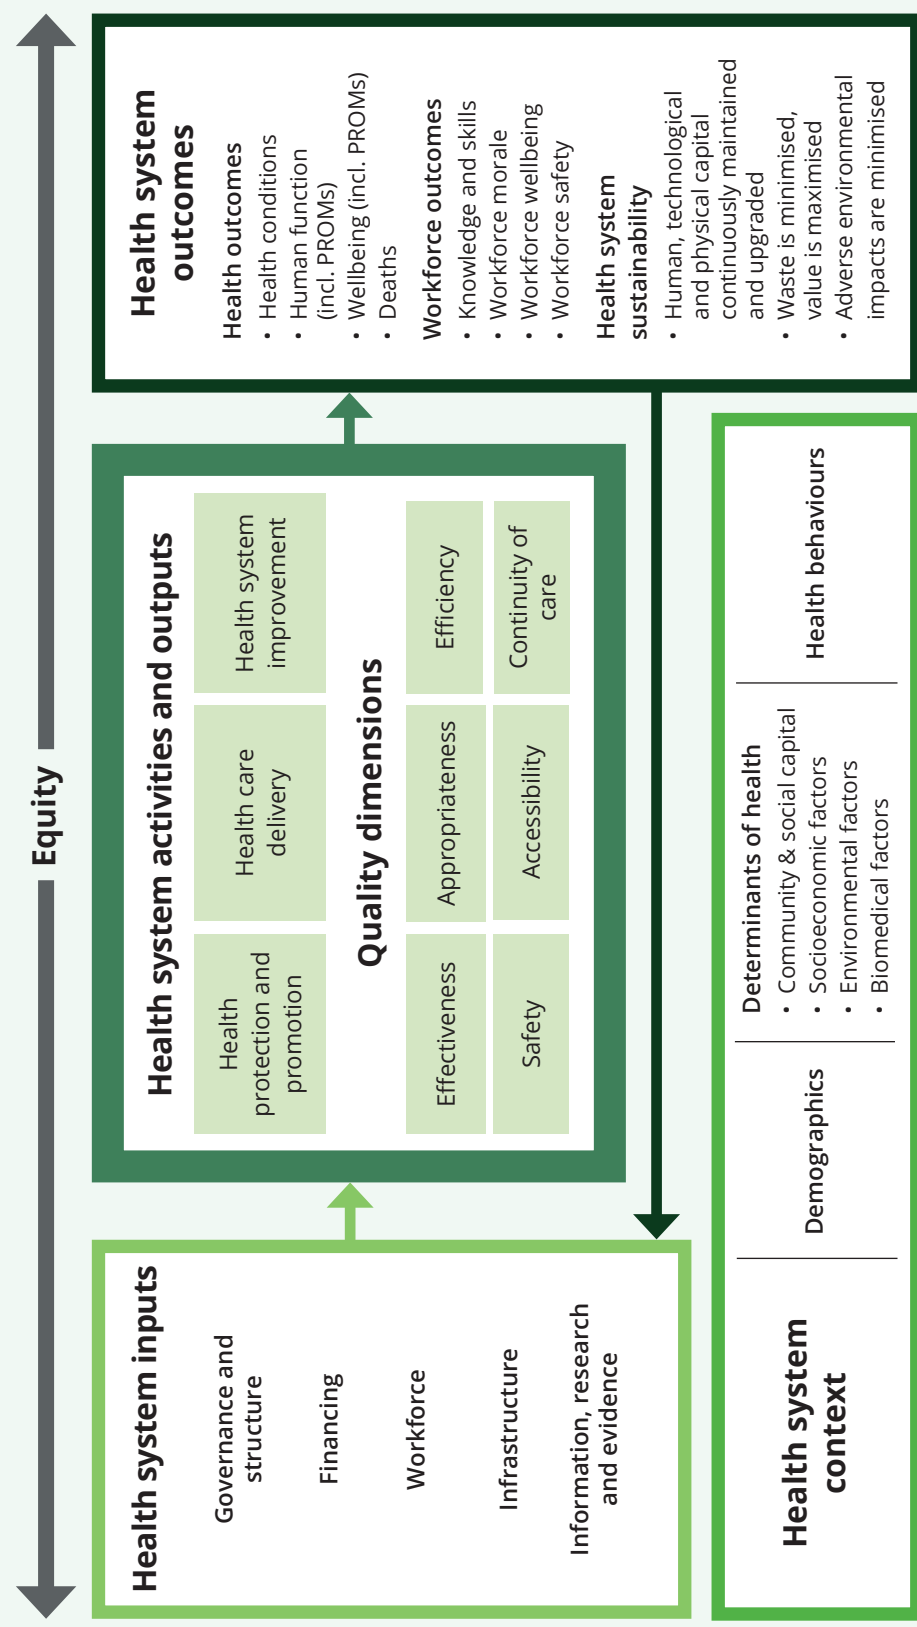 Equity
Health system inputs
Governance and
structure
Financing
Workforce
Infrastructure
Information, research
and evidence
Health system activities and outputs
Health
protection and
promotion
Health care
delivery
Health system
improvement
Quality dimensions
Effectiveness
Appropriateness
Efficiency
Safety
Accessibility
Continuity of
care
Health system
outcomes
Health outcomes
• Health conditions
• Human function
(incl. PROMs)
• Wellbeing (incl. PROMs)
• Deaths
Workforce outcomes
• Knowledge and skills
• Workforce morale
• Workforce wellbeing
• Workforce safety
Health system
sustainability
• Human, technological
and physical capital
continuously maintained
and upgraded
• Waste is minimised,
value is maximised
• Adverse environmental
impacts are minimised
Health system
context
Demographics
Determinants of health
• Community & social capital
• Socioeconomic factors
• Environmental factors
• Biomedical factors
Health behaviours